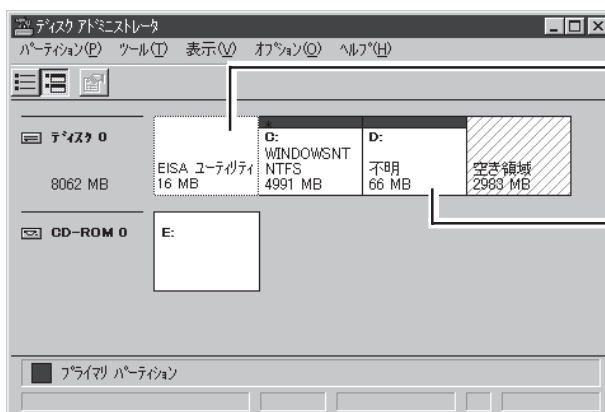 ディスク アドミニストレータ
パーティション(P) ツール(T) 表示(V) オプション(O) ヘルプ(H)
ディスク 0
8062 MB
EISA ユーティリティ
16 MB
*
C:
WINDOWSNT
NTFS
4991 MB
D:
不明
66 MB
空き領域
2983 MB
CD-ROM 0
E:
プライマリ パーティション